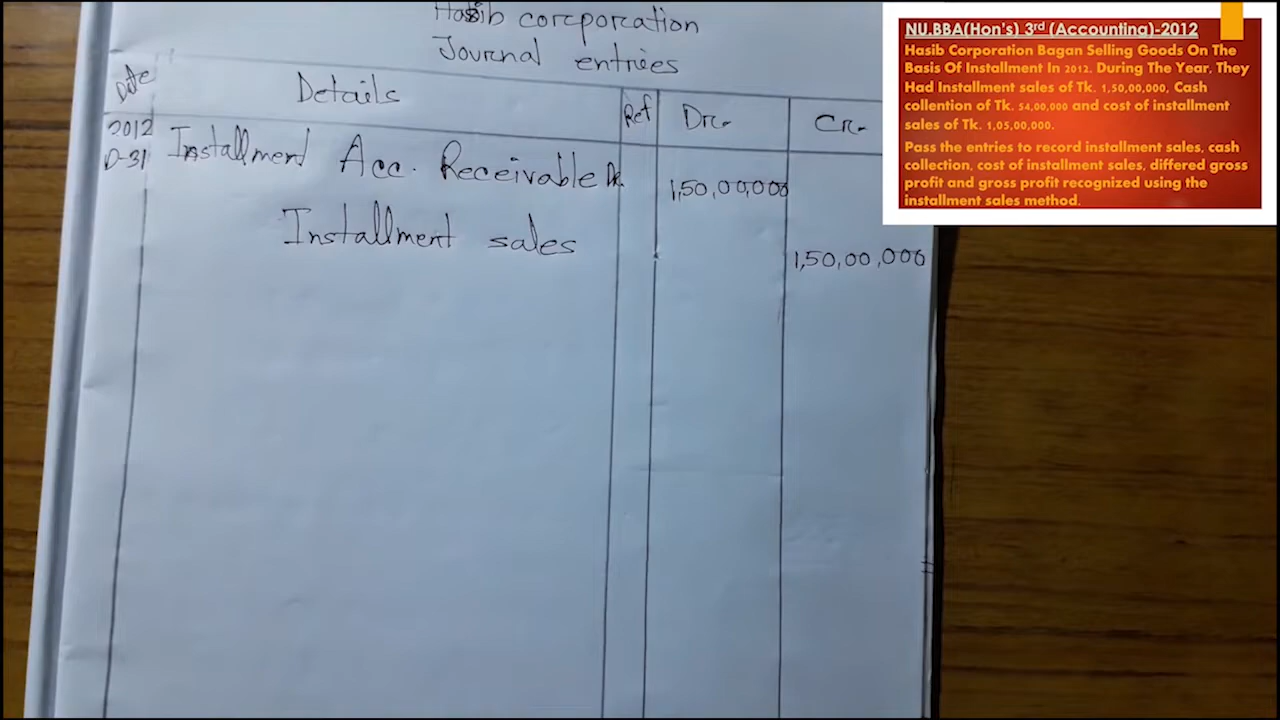 Hasib corporation
Journal entries
Date Details Ref Dr. Cr.
2012
D-31
Installment Acc. Receivable Dr. 1,50,00,000
Installment sales 1,50,00,000
NU.BBA(Hon's) 3rd (Accounting)-2012
Hasib Corporation Bagan Selling Goods On The
Basis Of Installment In 2012. During The Year, They
Had Installment sales of Tk. 1,50,00,000, Cash
collention of Tk. 54,00,000 and cost of installment
sales of Tk. 1,05,00,000.
Pass the entries to record installment sales, cash
collection, cost of installment sales, differed gross
profit and gross profit recognized using the
installment sales method.